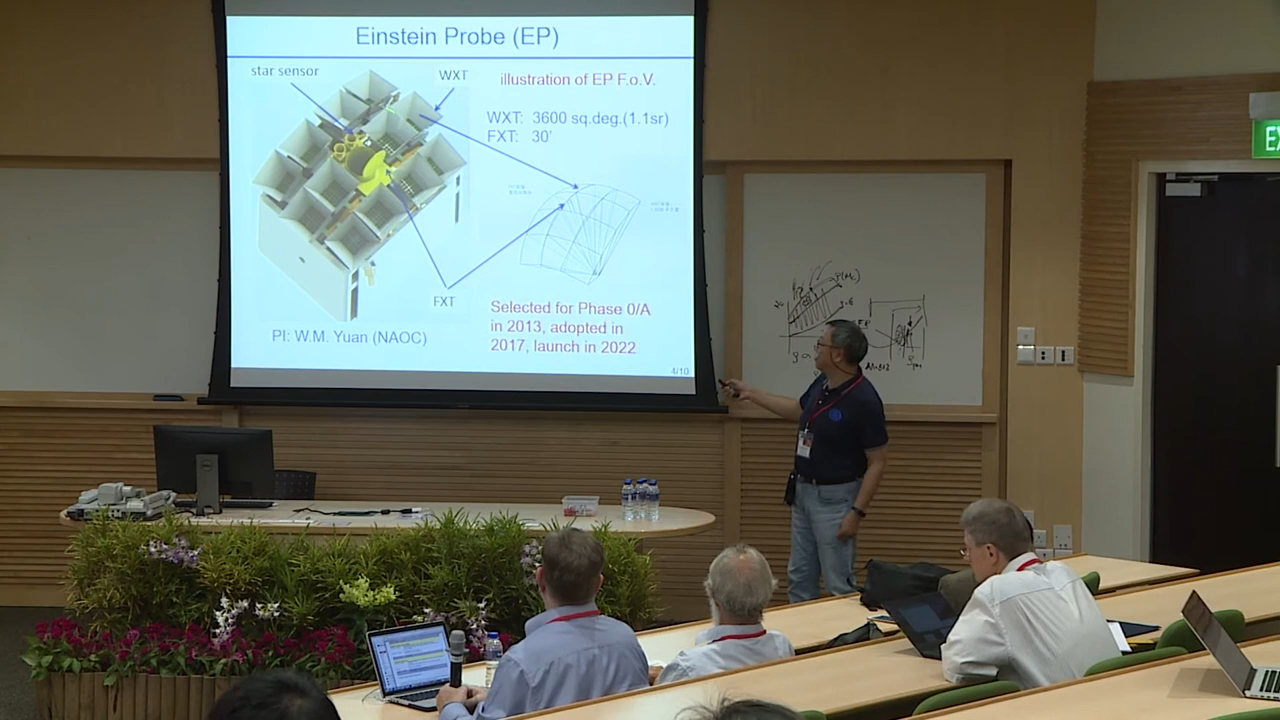 Einstein Probe (EP)
star sensor
WXT
illustration of EP F.o.V.
WXT: 3600 sq.deg.(1.1sr)
FXT: 30'
FXT
Selected for Phase 0/A
in 2013, adopted in
2017, launch in 2022
PI: W.M. Yuan (NAOC)
4/10
EX